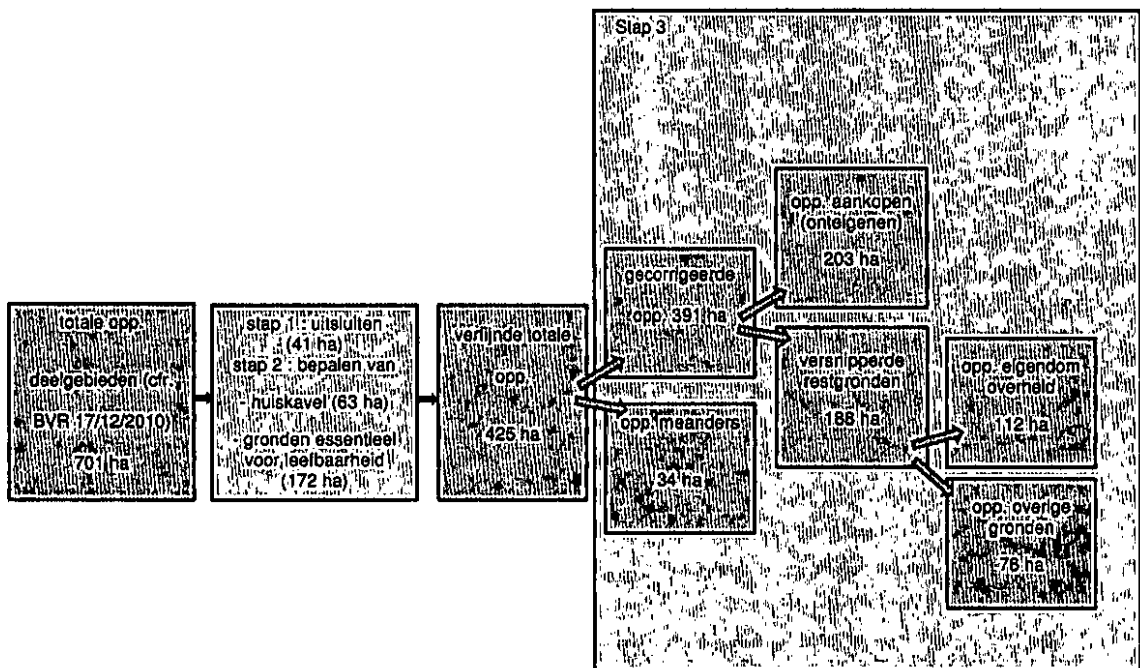 Stap 3
totale opp.
deelgebieden (cfr.
BVR 17/12/2010)
701 ha
stap 1 : uitsluiten
(41 ha)
stap 2 : bepalen van
- huiskavel (63 ha)
- gronden essentieel
voor leefbaarheid
(172 ha)
verfijnde totale
opp.
425 ha
gecorrigeerde
opp. 391 ha
opp. meanders
34 ha
opp. aankopen
(onteigenen)
203 ha
versnipperde
restgronden
188 ha
opp. eigendom
overheid
112 ha
opp. overige
gronden
76 ha